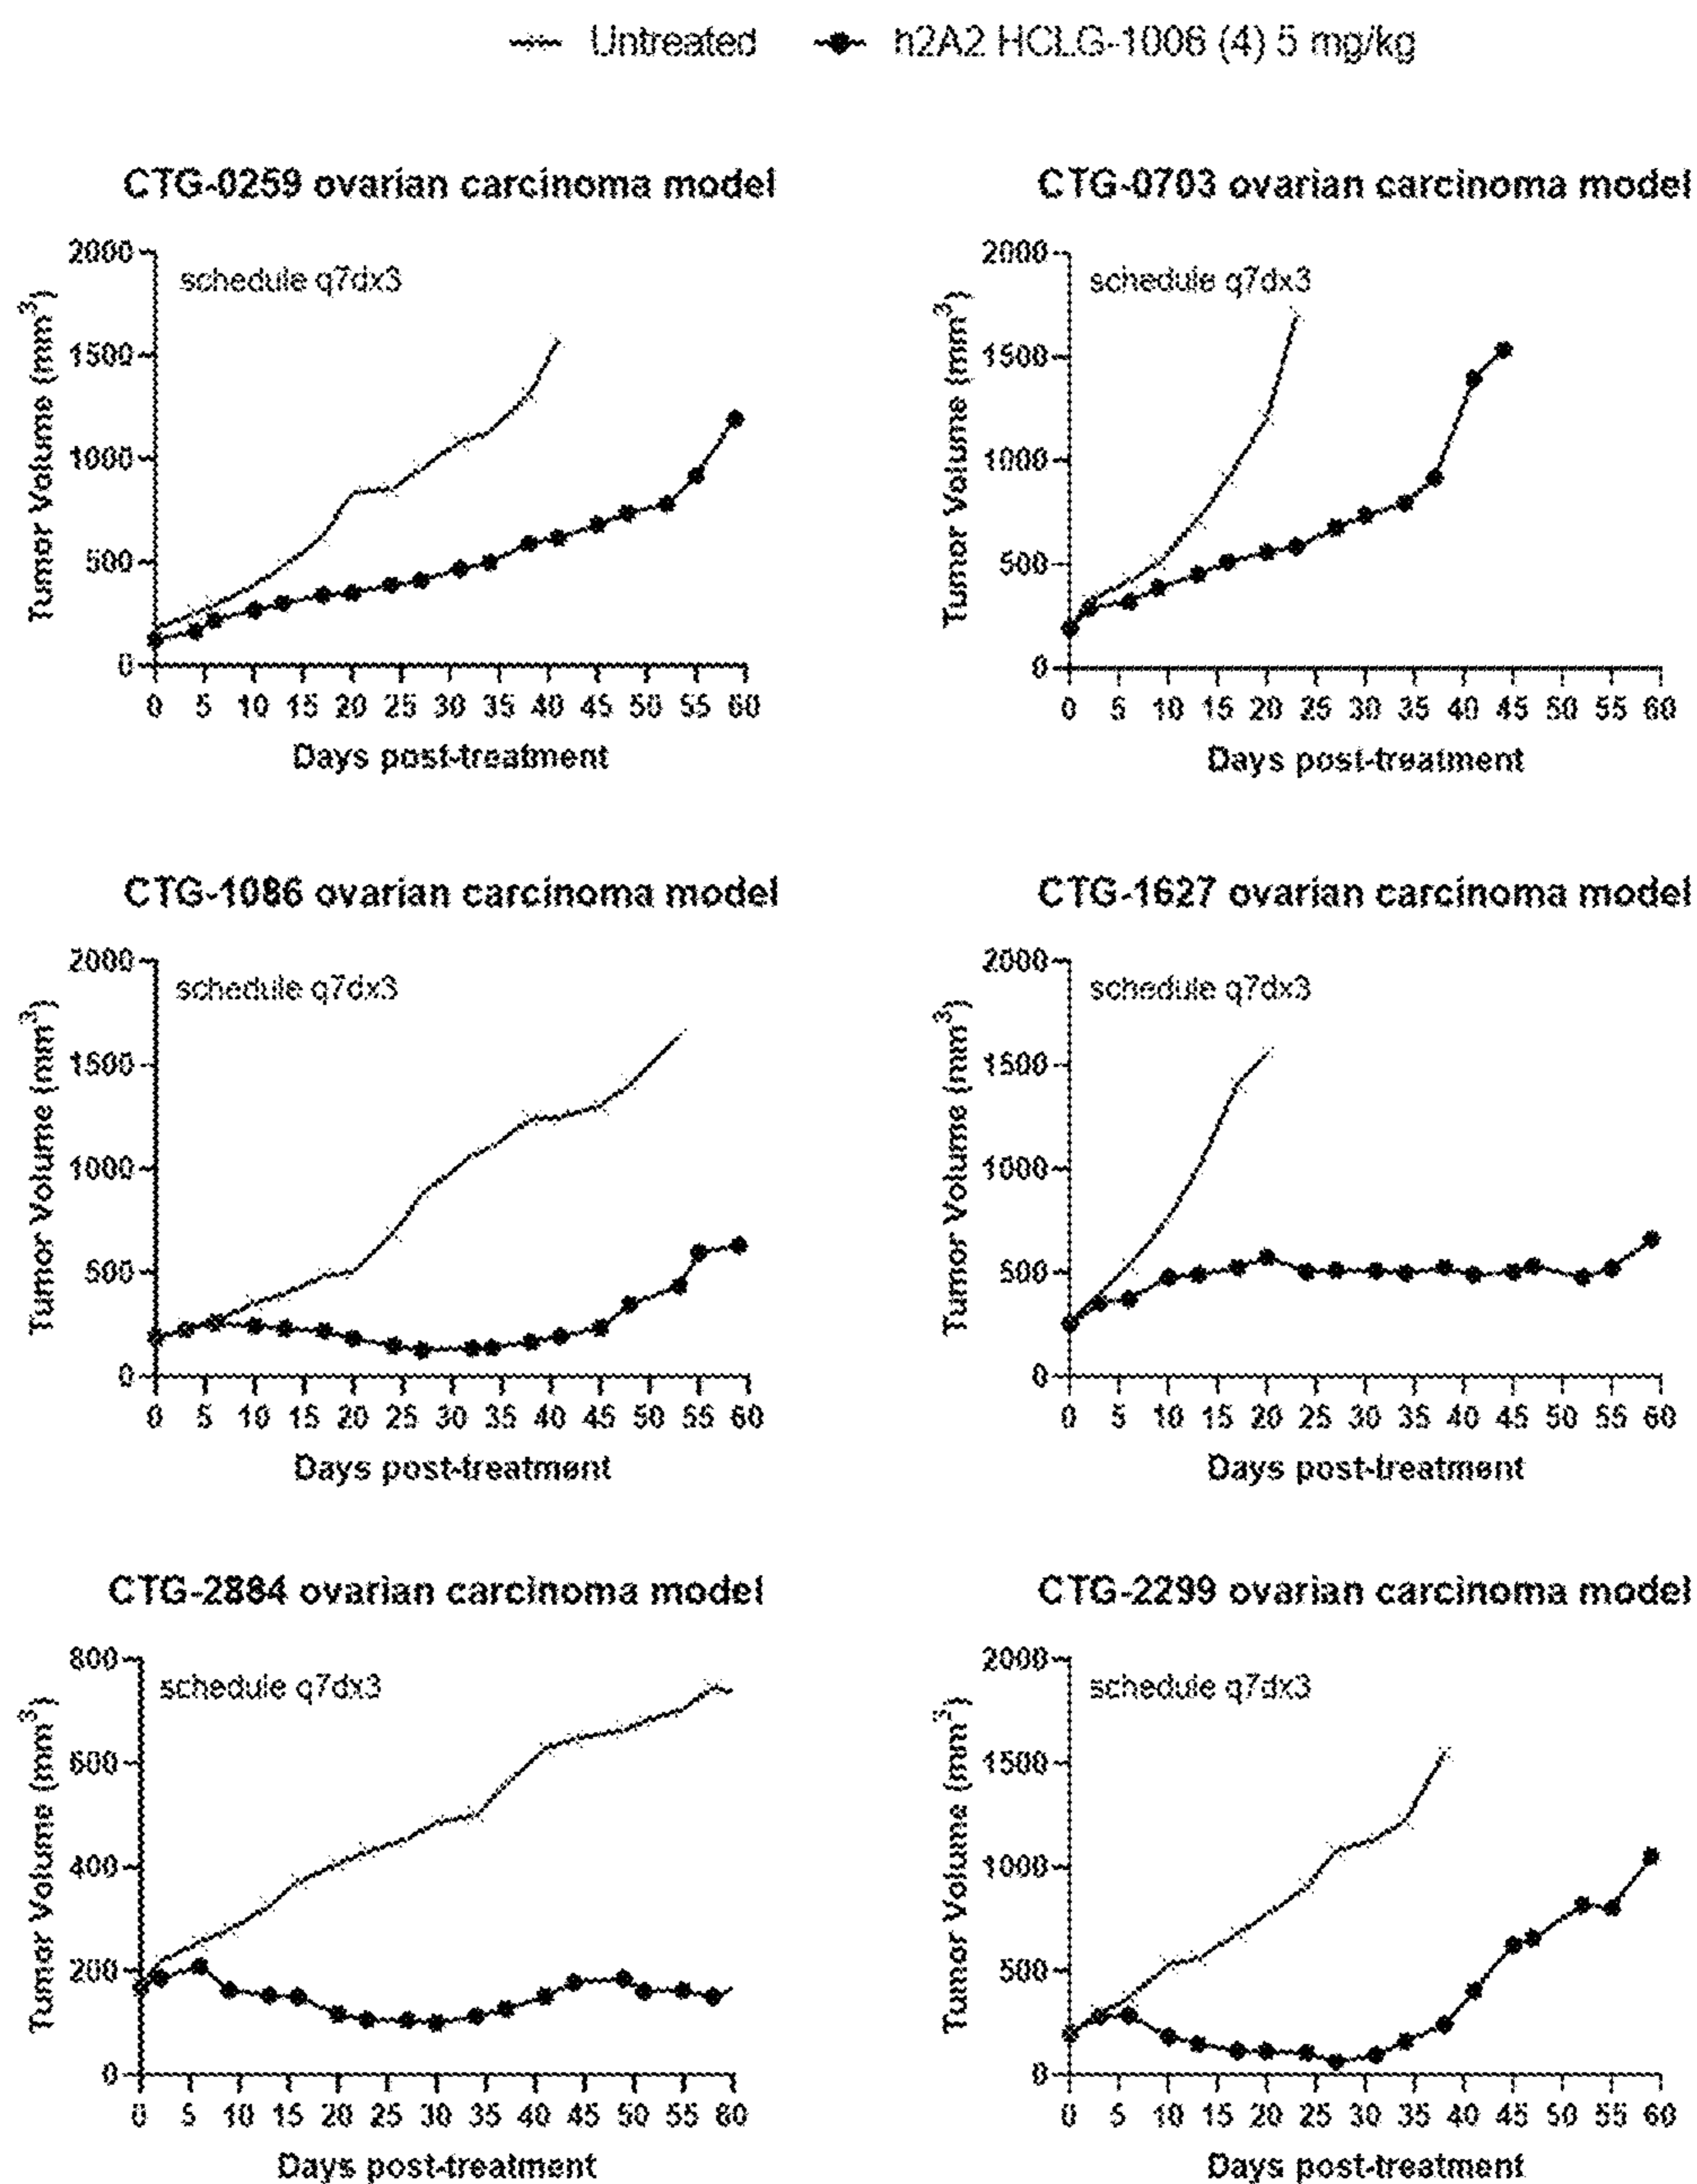 Untreated h2A2 HCLG-1006 (4) 5 mg/kg
CTG-0259 ovarian carcinoma model
2000
schedule q7dx3
1500
1000
500
0
Tumor Volume (mm³)
0 5 10 15 20 25 30 35 40 45 50 55 60
Days post-treatment
CTG-0703 ovarian carcinoma model
2000
schedule q7dx3
1500
1000
500
0
Tumor Volume (mm³)
0 5 10 15 20 25 30 35 40 45 50 55 60
Days post-treatment
CTG-1086 ovarian carcinoma model
2000
schedule q7dx3
1500
1000
500
0
Tumor Volume (mm³)
0 5 10 15 20 25 30 35 40 45 50 55 60
Days post-treatment
CTG-1627 ovarian carcinoma model
2000
schedule q7dx3
1500
1000
500
0
Tumor Volume (mm³)
0 5 10 15 20 25 30 35 40 45 50 55 60
Days post-treatment
CTG-2884 ovarian carcinoma model
800
schedule q7dx3
600
400
200
0
Tumor Volume (mm³)
0 5 10 15 20 25 30 35 40 45 50 55 60
Days post-treatment
CTG-2299 ovarian carcinoma model
2000
schedule q7dx3
1500
1000
500
0
Tumor Volume (mm³)
0 5 10 15 20 25 30 35 40 45 50 55 60
Days post-treatment